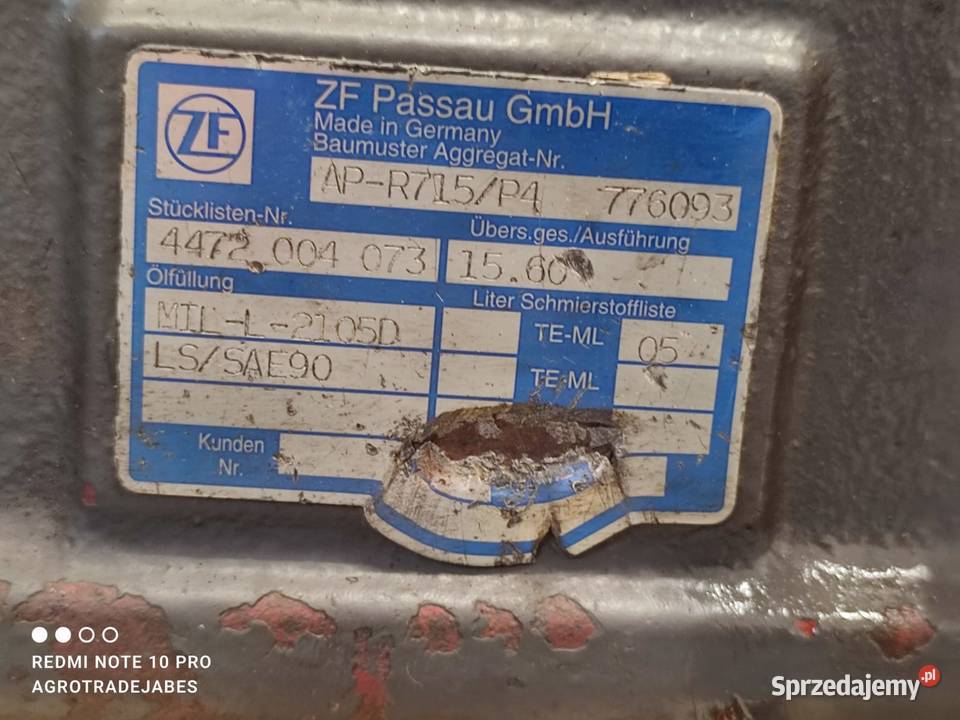 ZF
ZF Passau GmbH
Made in Germany
Baumuster Aggregat-Nr.
AP-R715/P4 776093
Stücklisten-Nr.
Übers.ges./Ausführung
4472 004 073 15.60
Ölfüllung
Liter Schmierstoffliste
MIL-L-2105D TE-ML 05
LS/SAE90 TE-ML
Kunden
Nr.
REDMI NOTE 10 PRO
AGROTRADEJABES
Sprzedajemy.pl